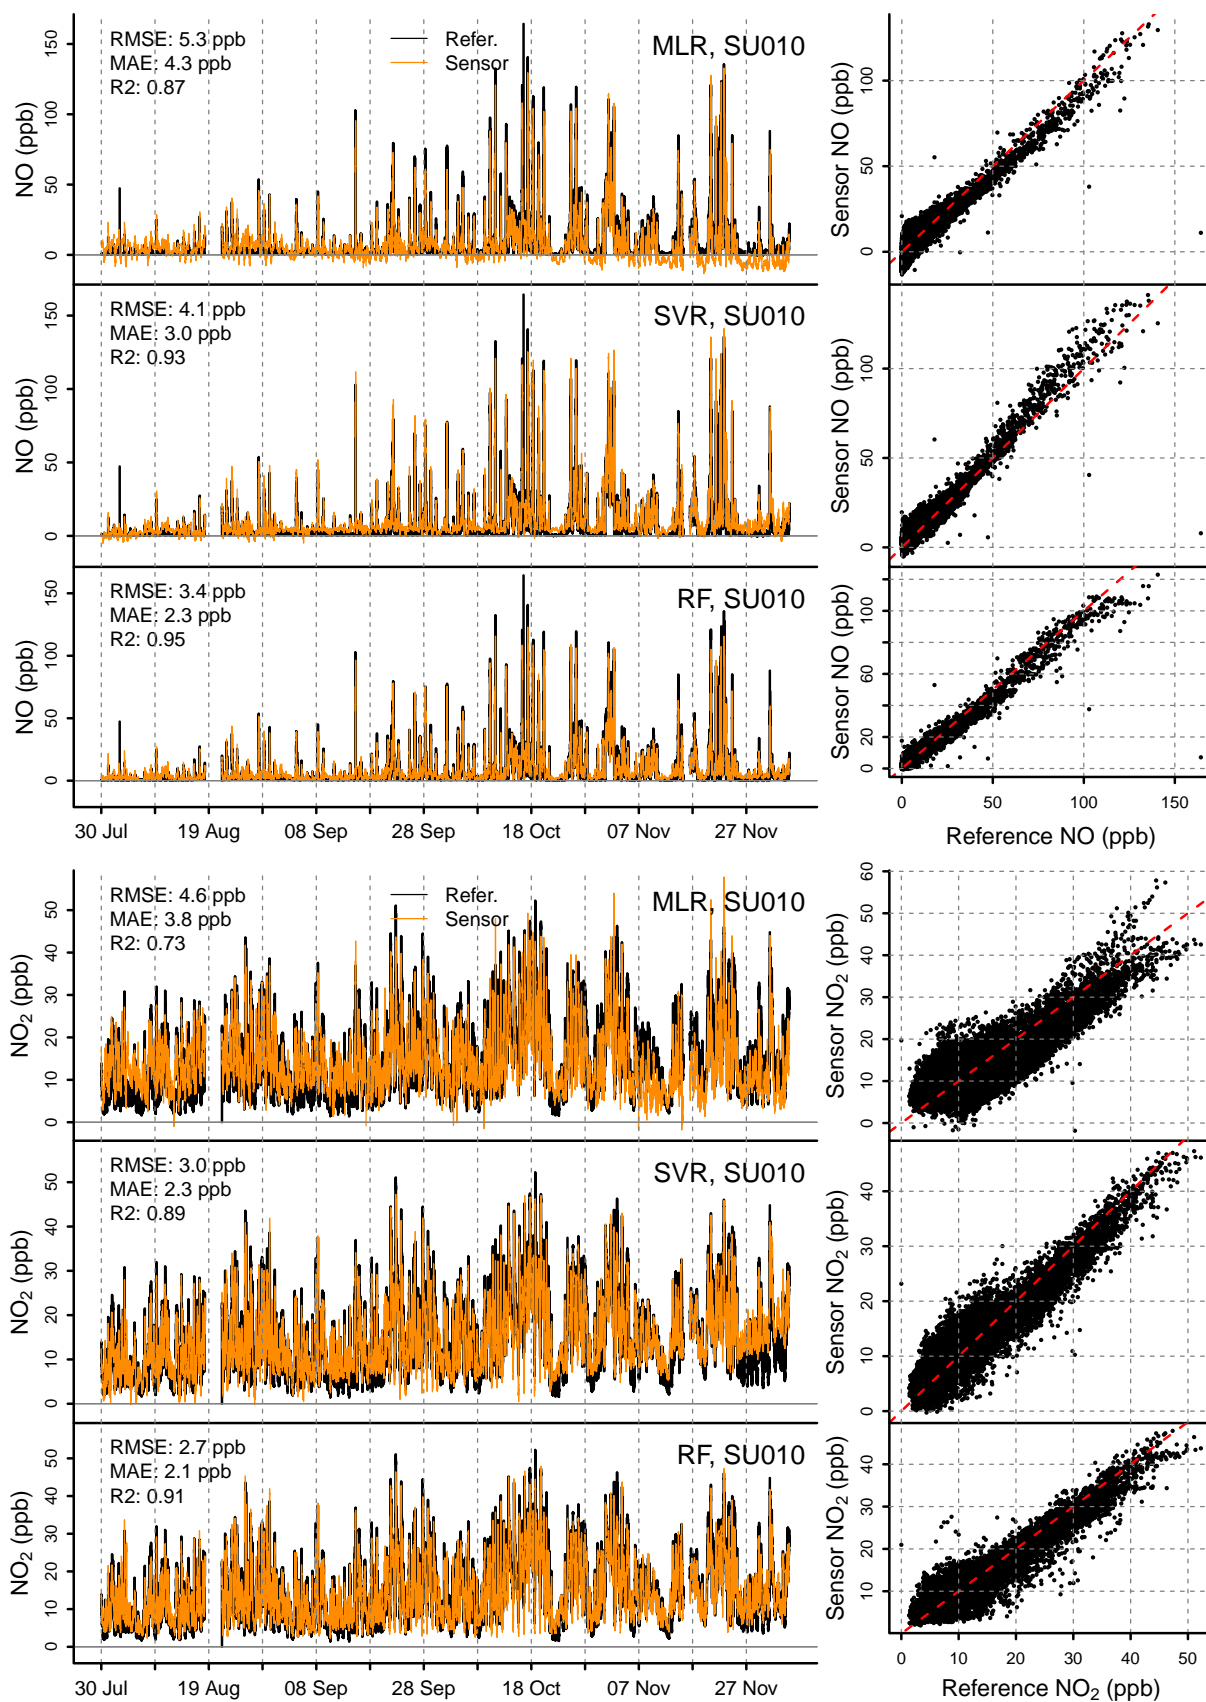 RMSE: 5.3 ppb
MAE: 4.3 ppb
R2: 0.87
Refer.
Sensor
MLR, SU010
NO (ppb)
0 50 100 150
Sensor NO (ppb)
0 50 100
RMSE: 4.1 ppb
MAE: 3.0 ppb
R2: 0.93
SVR, SU010
NO (ppb)
0 50 100 150
Sensor NO (ppb)
0 50 100
RMSE: 3.4 ppb
MAE: 2.3 ppb
R2: 0.95
RF, SU010
NO (ppb)
0 50 100 150
Sensor NO (ppb)
0 20 60 100
30 Jul 19 Aug 08 Sep 28 Sep 18 Oct 07 Nov 27 Nov
0 50 100 150
Reference NO (ppb)
RMSE: 4.6 ppb
MAE: 3.8 ppb
R2: 0.73
Refer.
Sensor
MLR, SU010
NO₂ (ppb)
0 10 20 30 40 50
Sensor NO₂ (ppb)
0 10 20 30 40 50 60
RMSE: 3.0 ppb
MAE: 2.3 ppb
R2: 0.89
SVR, SU010
NO₂ (ppb)
0 10 20 30 40 50
Sensor NO₂ (ppb)
0 10 20 30 40
RMSE: 2.7 ppb
MAE: 2.1 ppb
R2: 0.91
RF, SU010
NO₂ (ppb)
0 10 20 30 40 50
Sensor NO₂ (ppb)
10 20 30 40
30 Jul 19 Aug 08 Sep 28 Sep 18 Oct 07 Nov 27 Nov
0 10 20 30 40 50
Reference NO₂ (ppb)